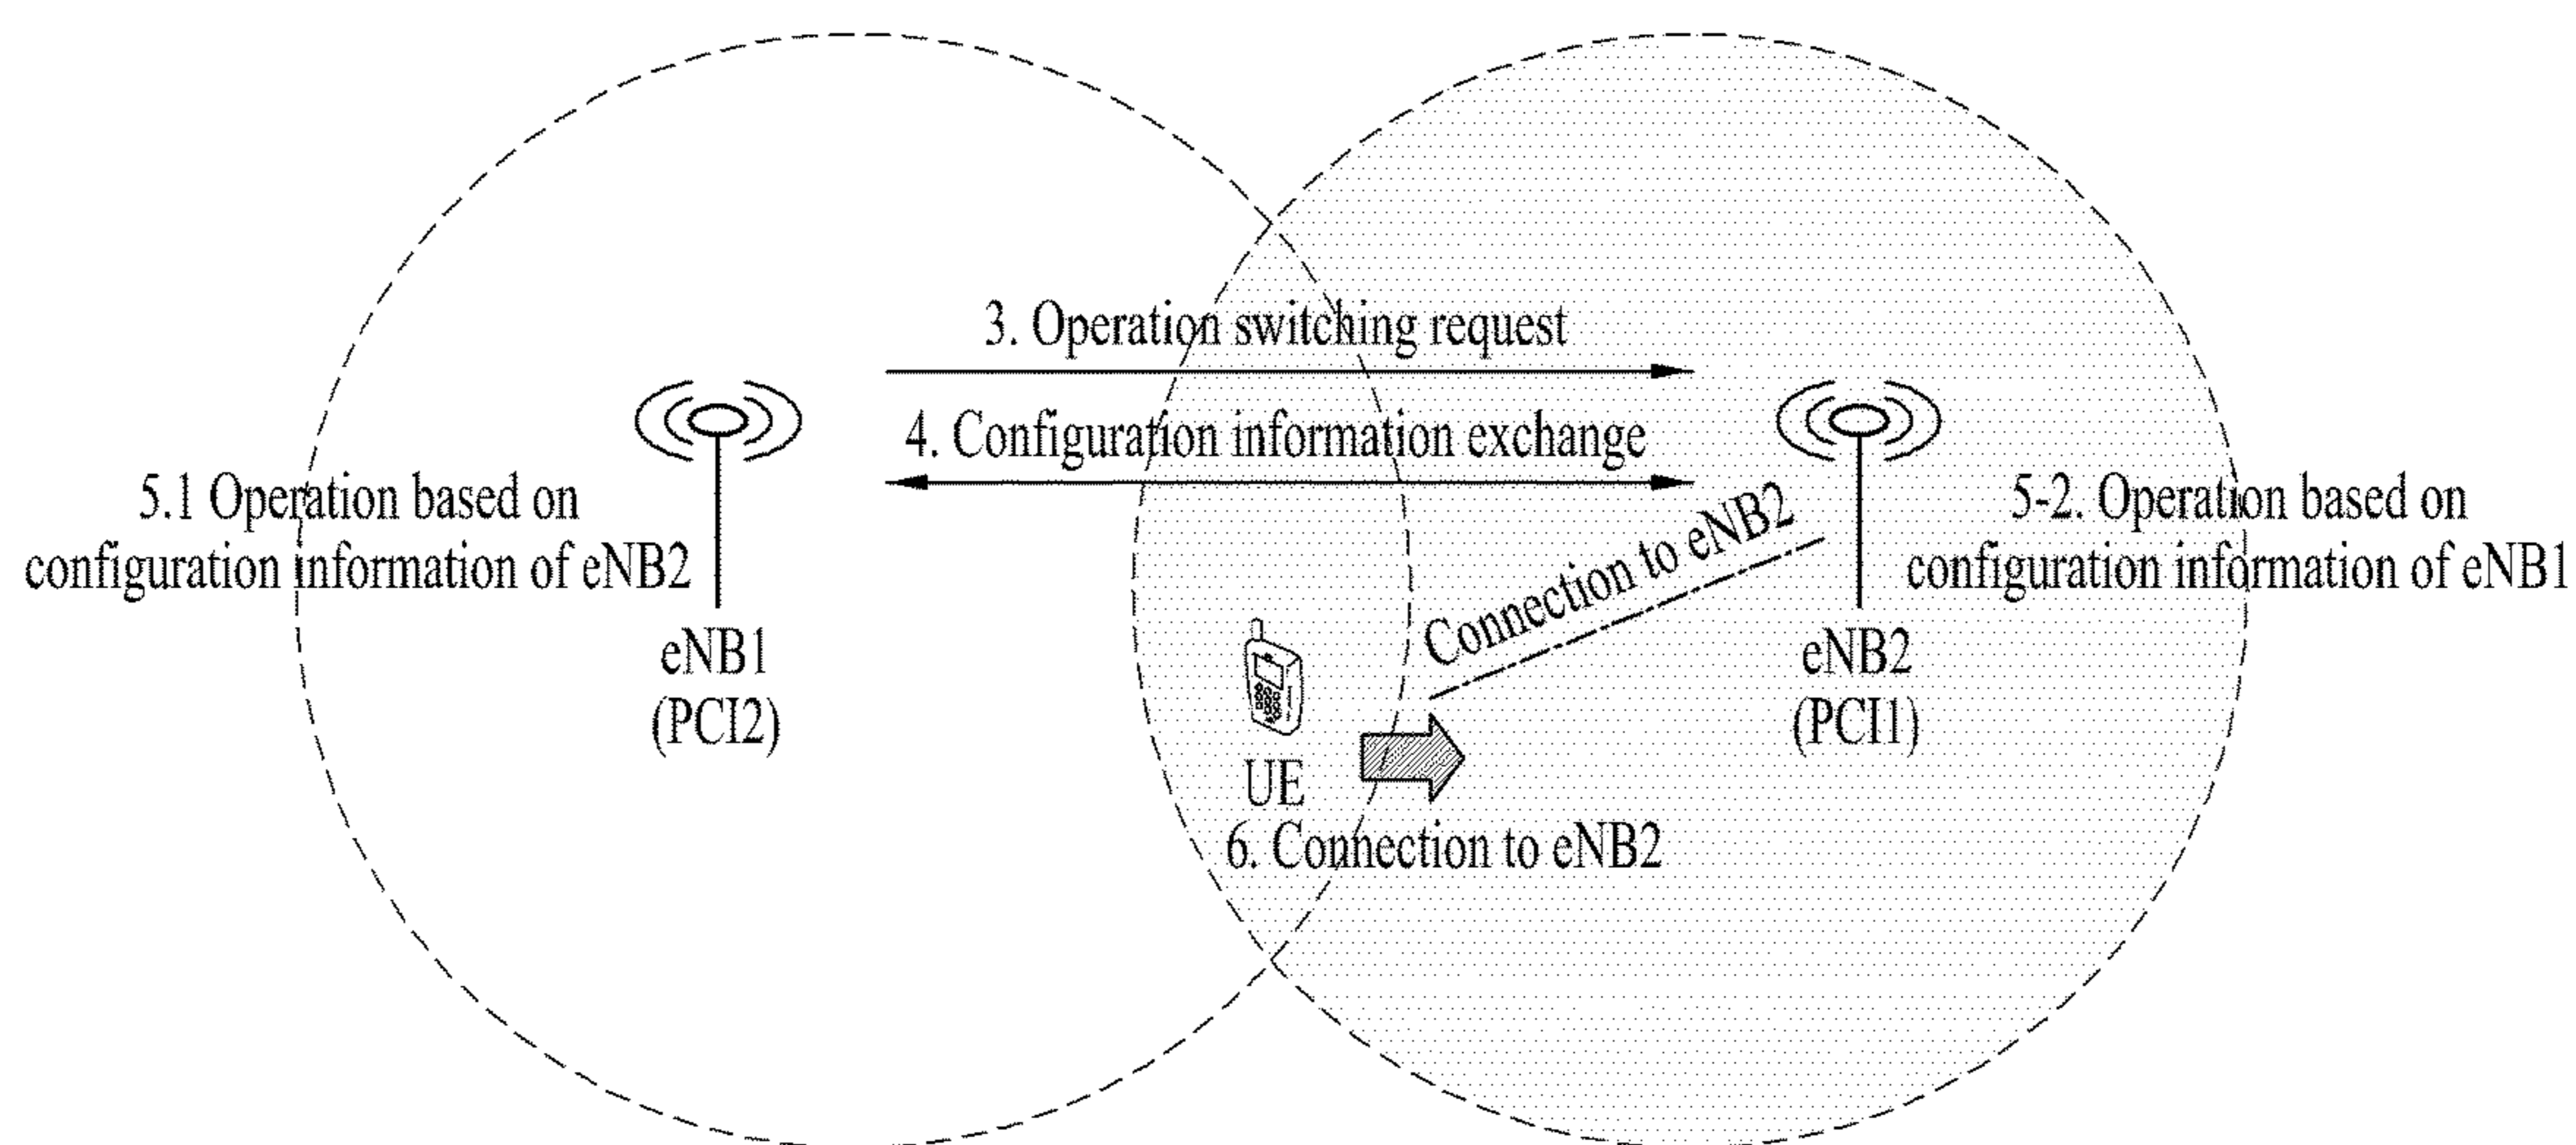 3. Operation switching request
4. Configuration information exchange
5.1 Operation based on
configuration information of eNB2
eNB1
(PCI2)
Connection to eNB2
5-2. Operation based on
configuration information of eNB1
eNB2
(PCI1)
UE
6. Connection to eNB2